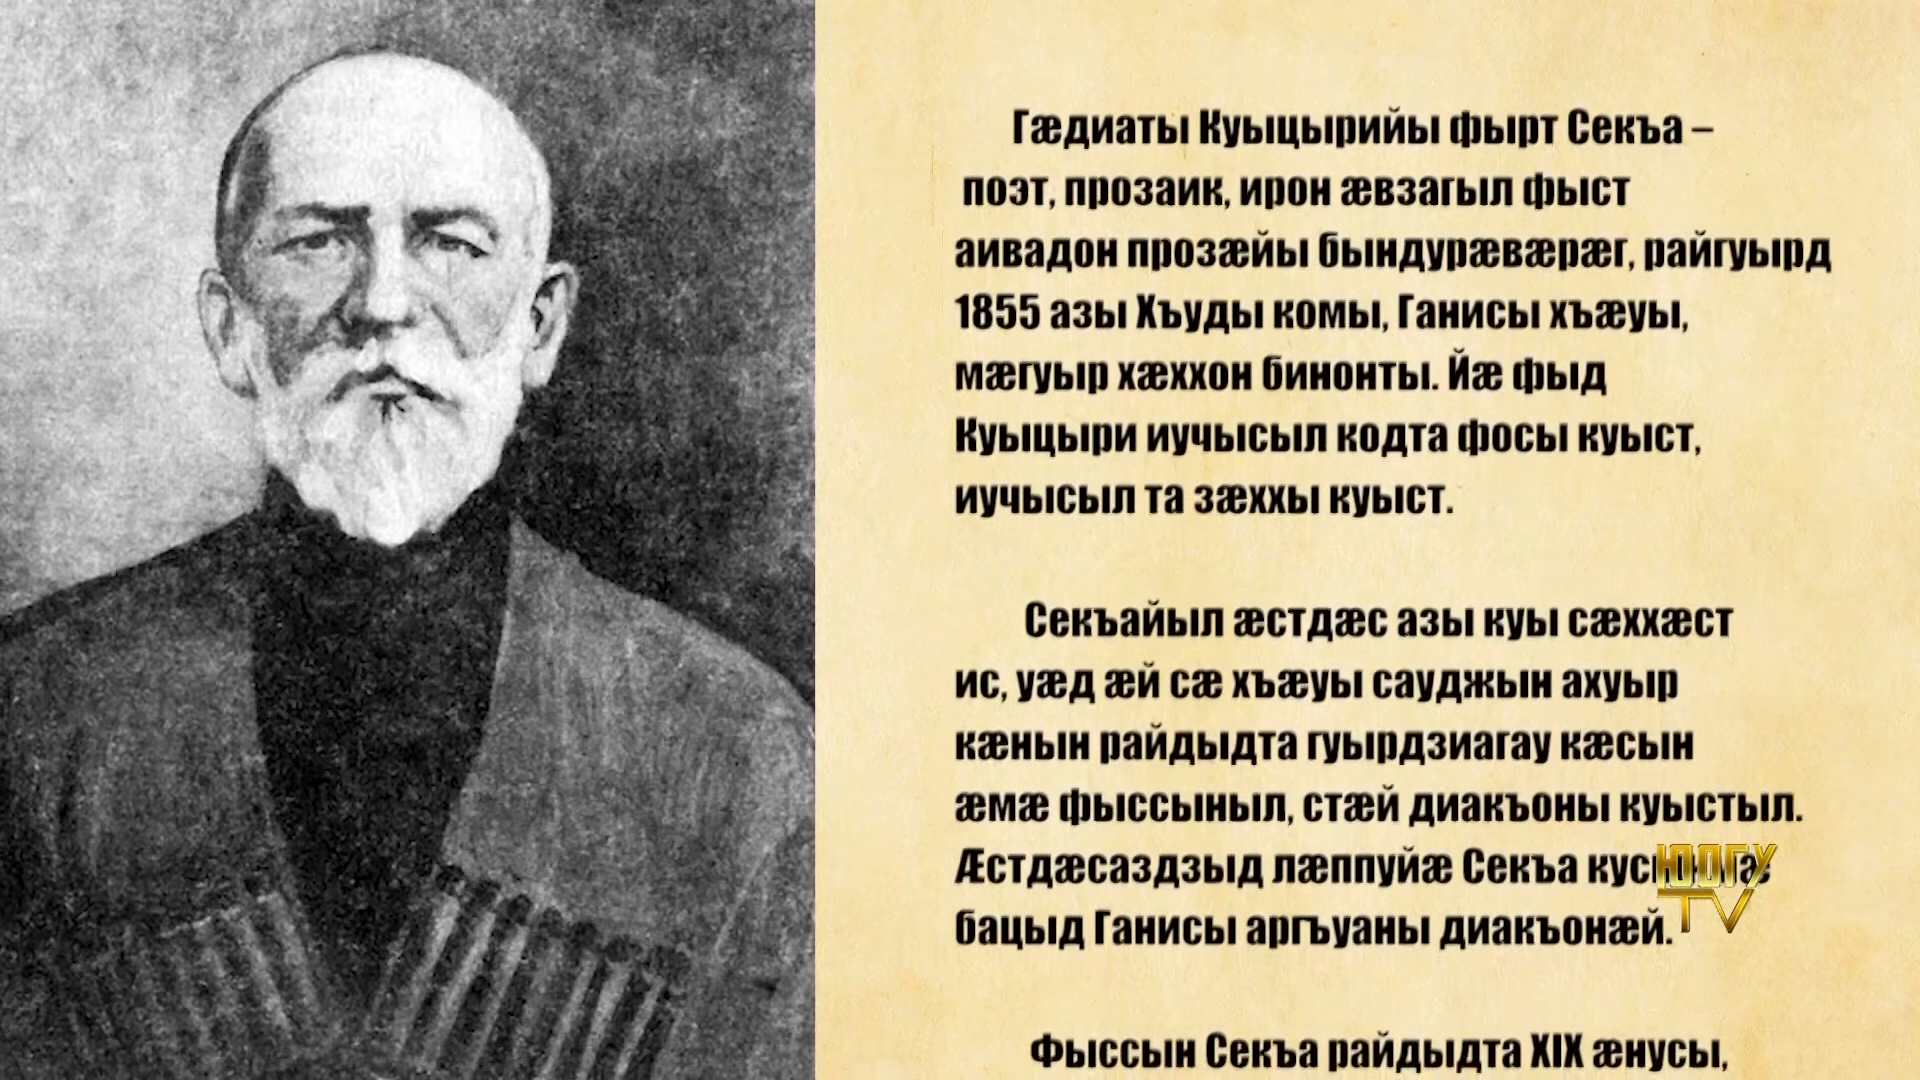 Гæдиаты Куыцырийы фырт Секъа –
поэт, прозаик, ирон æвзагыл фыст
аивадон прозæйы бындурæвæрæг, райгуырд
1855 азы Хъуды комы, Ганисы хъæуы,
мæгуыр хæххон бинонты. Йæ фыд
Куыцыри иучысыл кодта фосы куыст,
иучысыл та зæххы куыст.
Секъайыл æстдæс азы куы сæххæст
ис, уæд æй сæ хъæуы сауджын ахуыр
кæнын райдыдта гуырдзиагау кæсын
æмæ фыссыныл, стæй диакъоны куыстыл.
Æстдæсаздзыд лæппуйæ Секъа
бацыд Ганисы аргъуаны диакъонæй.
ЮОГУ
TV
Фыссын Секъа райдыдта XIX æнусы,